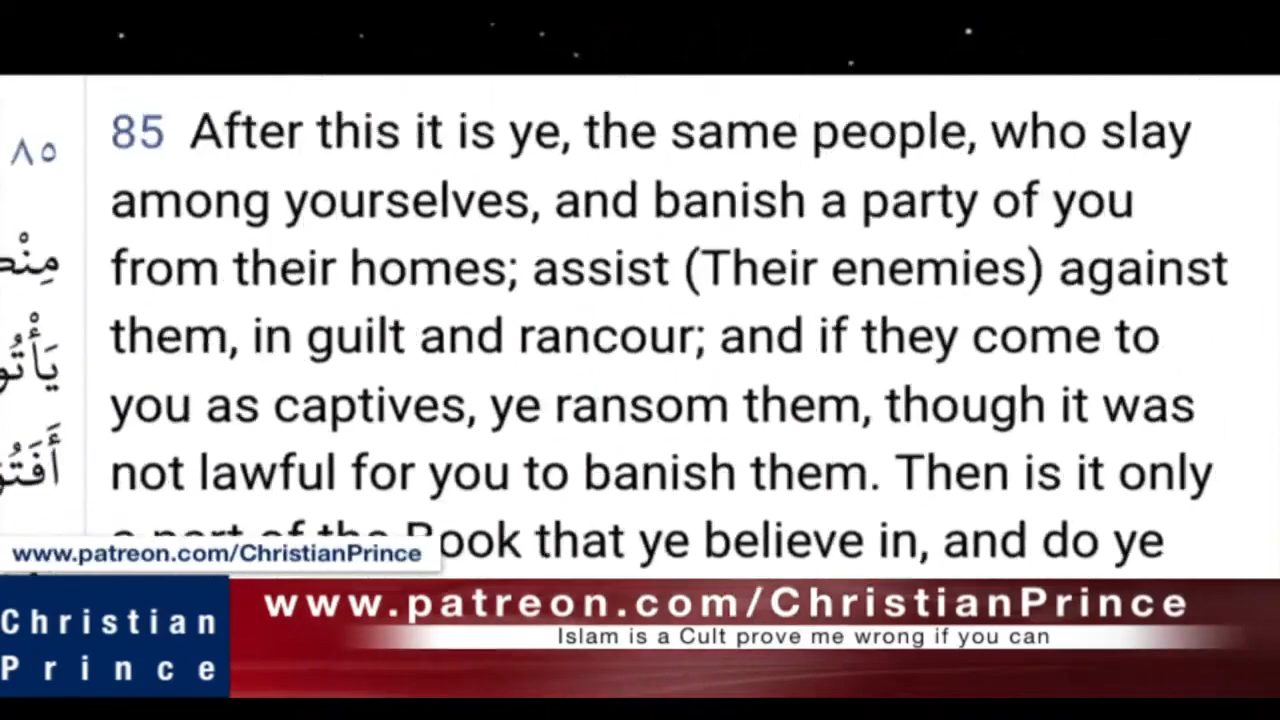 ٨٥
85 After this it is ye, the same people, who slay
among yourselves, and banish a party of you
from their homes; assist (Their enemies) against
them, in guilt and rancour; and if they come to
you as captives, ye ransom them, though it was
not lawful for you to banish them. Then is it only
a part of the Book that ye believe in, and do ye
www.patreon.com/ChristianPrince
Christian
Prince
www.patreon.com/ChristianPrince
Islam is a Cult prove me wrong if you can